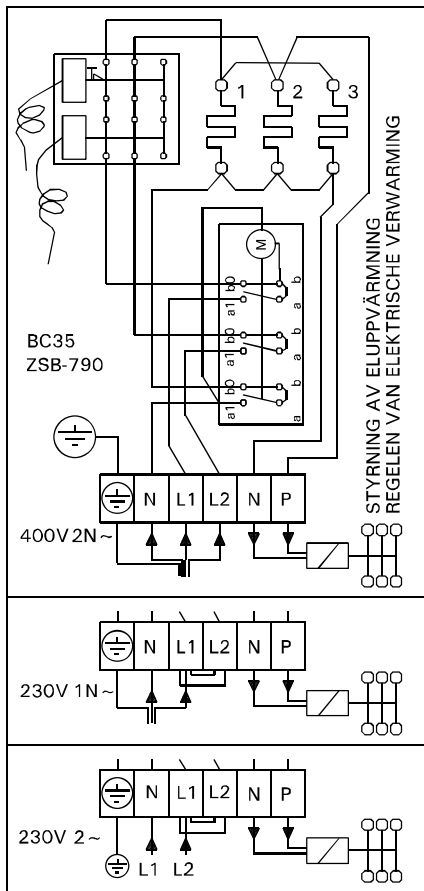 1 2 3
M
b0 b
a1 a
b0 b
a1 a
b0 b
a1 a
BC35
ZSB-790
STYRNING AV ELUPPVÄRMNING
REGELEN VAN ELEKTRISCHE VERWARMING
N L1 L2 N P
400V 2N~
N L1 L2 N P
230V 1N~
N L1 L2 N P
230V 2~
L1 L2